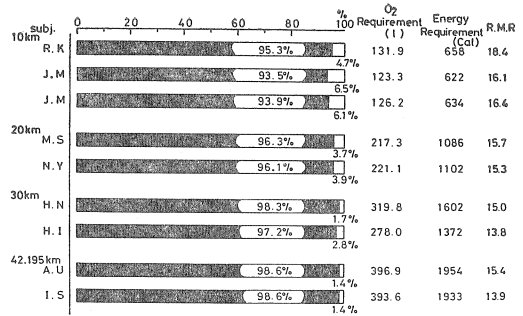 0 20 40 60 80 % 100
subj. O2 Requirement (l) Energy Requirement (Cal) R.M.R
10km
R.K 95.3% 4.7% 131.9 658 18.4
J.M 93.5% 6.5% 123.3 622 16.1
J.M 93.9% 6.1% 126.2 634 16.4
20km
M.S 96.3% 3.7% 217.3 1086 15.7
N.Y 96.1% 3.9% 221.1 1102 15.3
30km
H.N 98.3% 1.7% 319.8 1602 15.0
H.I 97.2% 2.8% 278.0 1372 13.8
42.195km
A.U 98.6% 1.4% 396.9 1954 15.4
I.S 98.6% 1.4% 393.6 1933 13.9